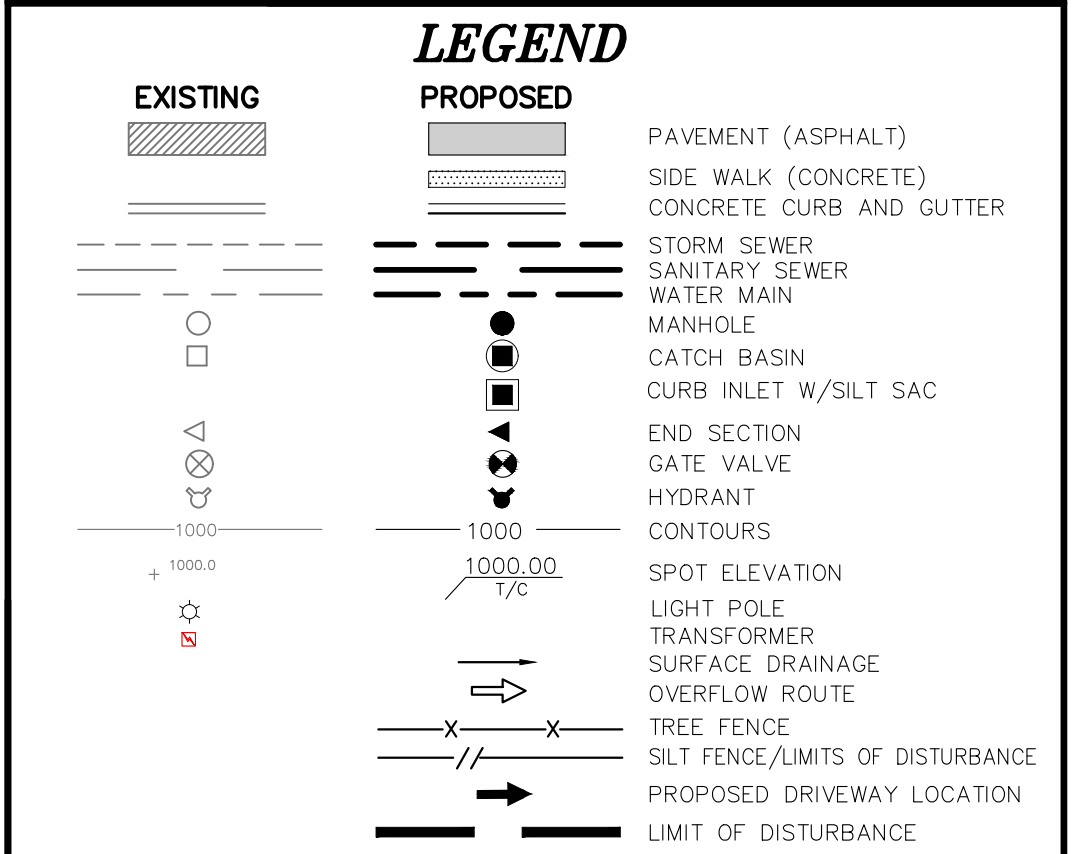 LEGEND
EXISTING PROPOSED
PAVEMENT (ASPHALT)
SIDE WALK (CONCRETE)
CONCRETE CURB AND GUTTER
STORM SEWER
SANITARY SEWER
WATER MAIN
MANHOLE
CATCH BASIN
CURB INLET W/SILT SAC
END SECTION
GATE VALVE
HYDRANT
1000 1000 CONTOURS
1000.0 1000.00 SPOT ELEVATION
T/C
LIGHT POLE
TRANSFORMER
SURFACE DRAINAGE
OVERFLOW ROUTE
X X TREE FENCE
SILT FENCE/LIMITS OF DISTURBANCE
PROPOSED DRIVEWAY LOCATION
LIMIT OF DISTURBANCE